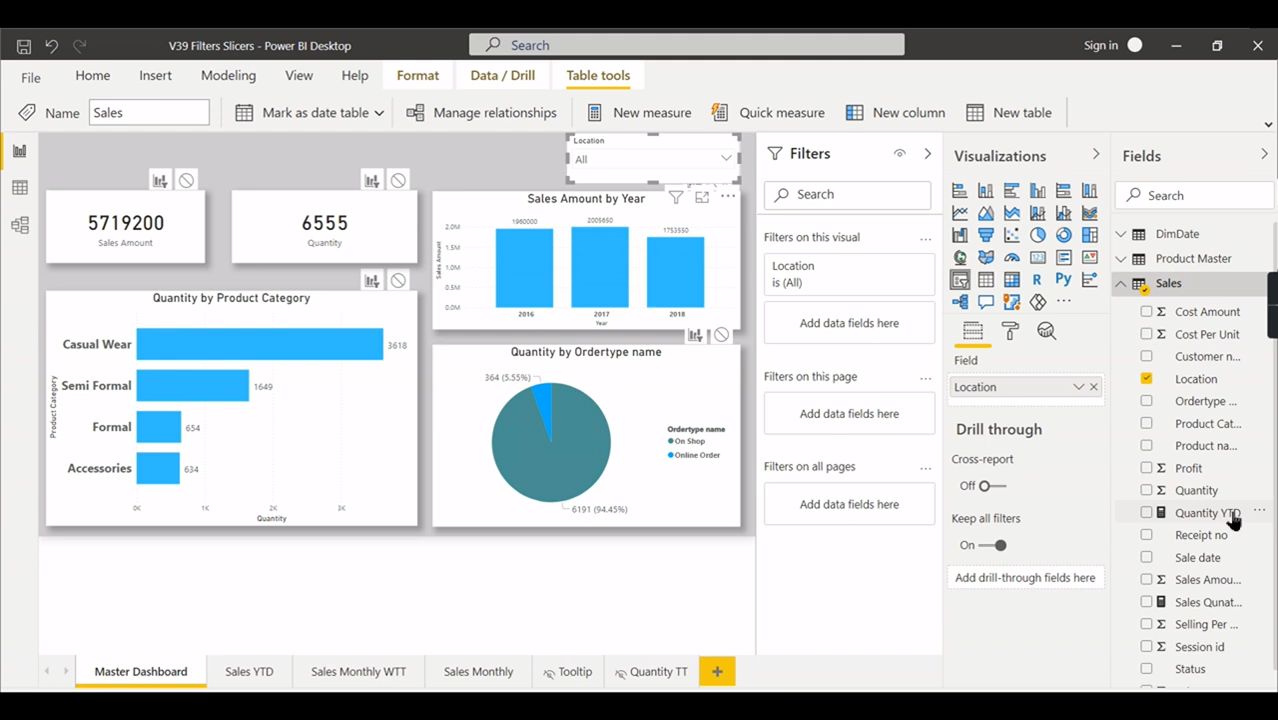 V39 Filters Slicers - Power BI Desktop
Search
Sign in
File
Home
Insert
Modeling
View
Help
Format
Data / Drill
Table tools
Name
Sales
Mark as date table
Manage relationships
New measure
Quick measure
New column
New table
Location
All
5719200
Sales Amount
6555
Quantity
Sales Amount by Year
Sales Amount
2.0M
1.5M
1.0M
0.5M
0.0M
1960000
2005650
1753550
2016
2017
2018
Year
Quantity by Product Category
Product Category
Casual Wear
3618
Semi Formal
1649
Formal
654
Accessories
634
0K
1K
2K
3K
Quantity
Quantity by Ordertype name
364 (5.55%)
6191 (94.45%)
Ordertype name
On Shop
Online Order
Filters
Search
Filters on this visual
...
Location
is (All)
Add data fields here
Filters on this page
...
Add data fields here
Filters on all pages
...
Add data fields here
Visualizations
R
Py
...
Field
Location
Drill through
Cross-report
Off
Keep all filters
On
Add drill-through fields here
Fields
Search
DimDate
Product Master
Sales
Cost Amount
Cost Per Unit
Customer n...
Location
Ordertype ...
Product Cat...
Product na...
Profit
Quantity
Quantity YTD
...
Receipt no
Sale date
Sales Amou...
Sales Qunat...
Selling Per ...
Session id
Status
Master Dashboard
Sales YTD
Sales Monthly WTT
Sales Monthly
Tooltip
Quantity TT